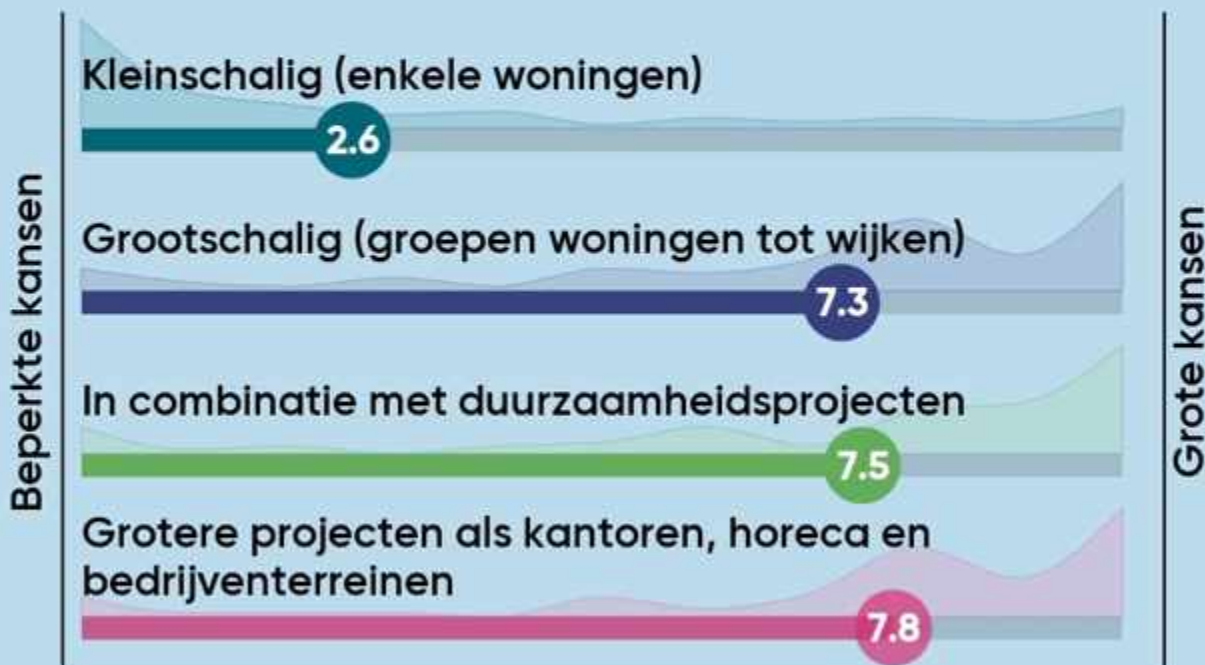 Beperkte kansen
Kleinschalig (enkele woningen)
2.6
Grootschalig (groepen woningen tot wijken)
7.3
In combinatie met duurzaamheidsprojecten
7.5
Grotere projecten als kantoren, horeca en
bedrijventerreinen
7.8
Grote kansen